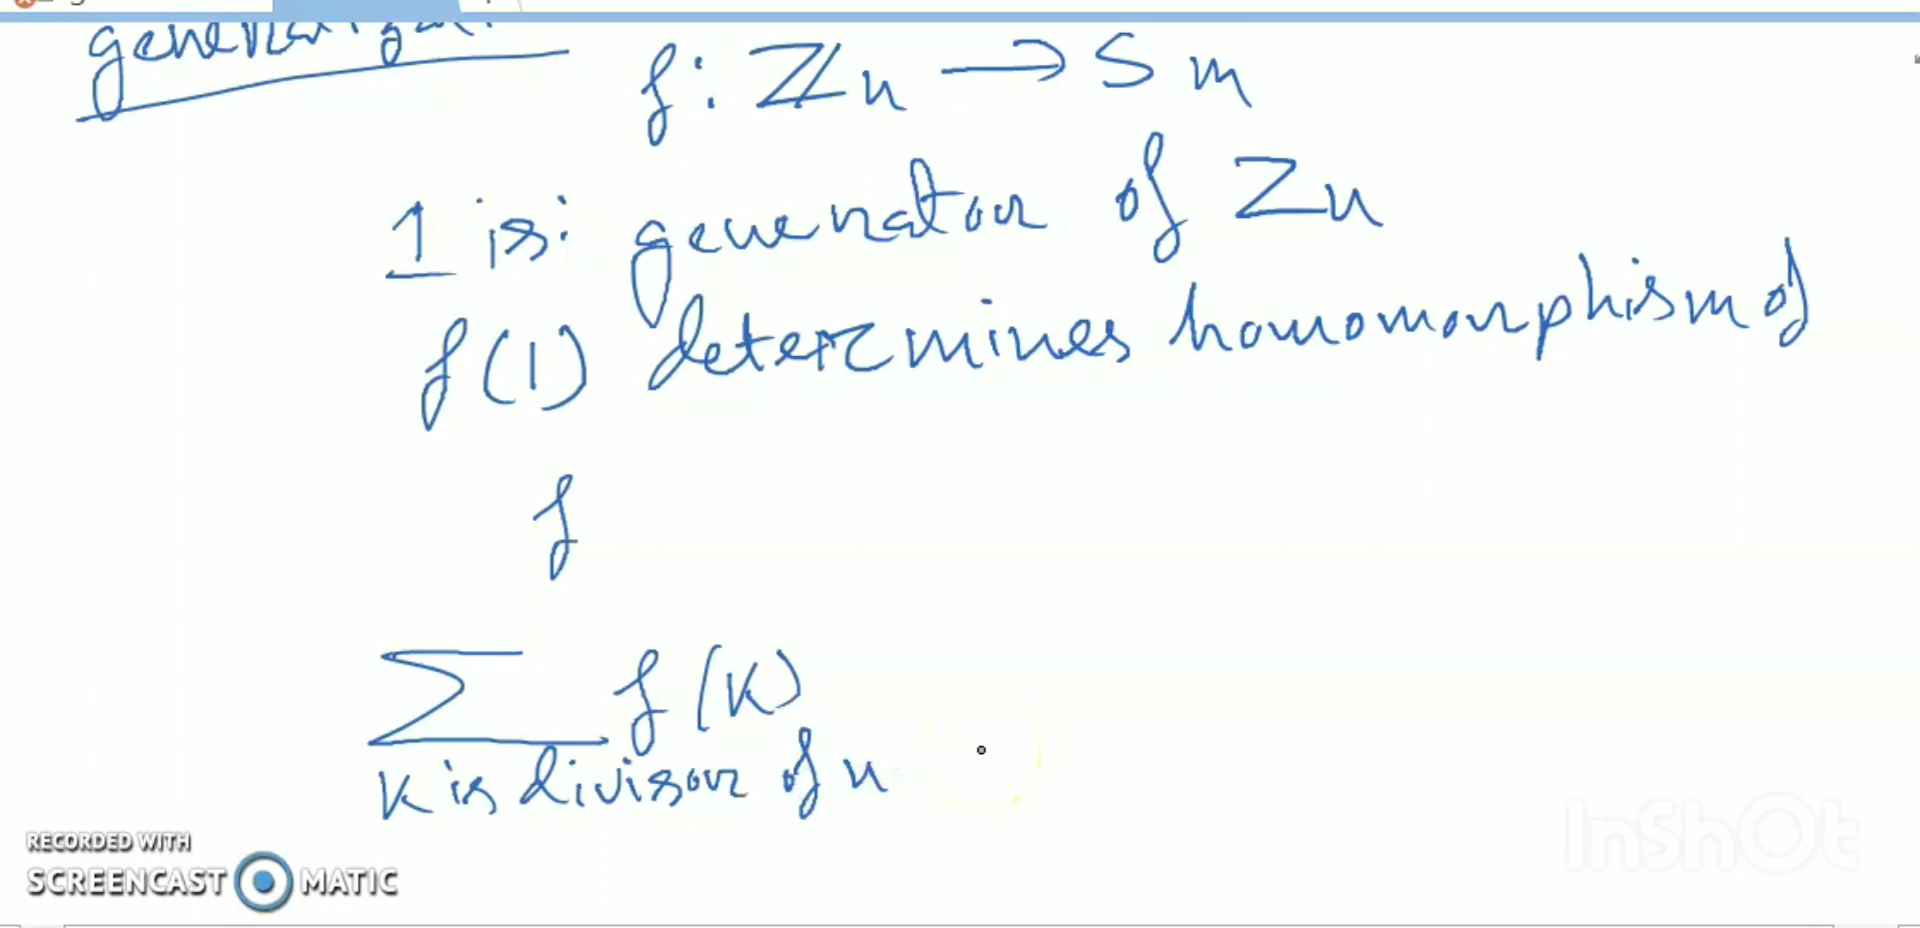 f: Zn → Sm
1 is generator of Zn
f(1) determines homomorphism of
f
∑ f(K)
K is divisor of n
RECORDED WITH
SCREENCAST MATIC
InShOt